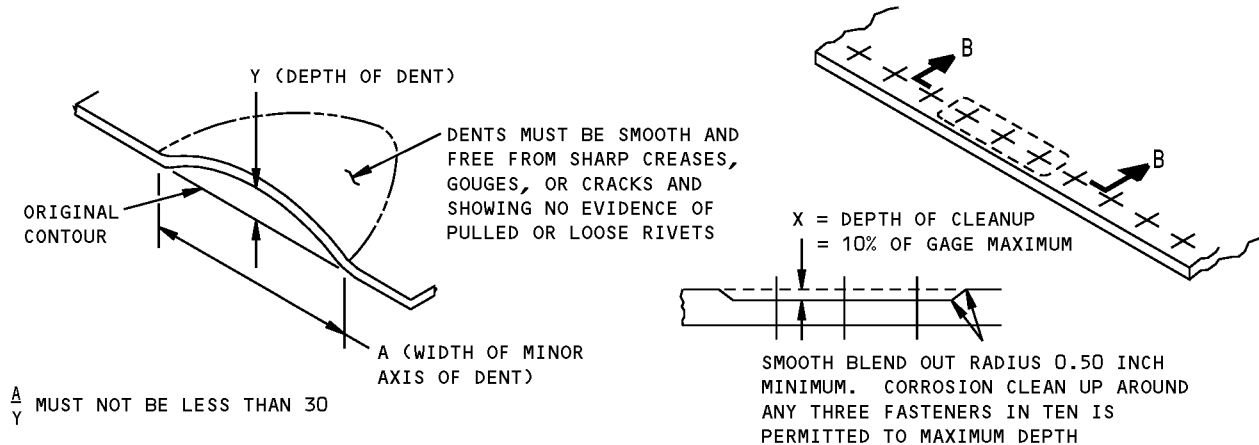 Y (DEPTH OF DENT)
DENTS MUST BE SMOOTH AND
FREE FROM SHARP CREASES,
GOUGES, OR CRACKS AND
SHOWING NO EVIDENCE OF
PULLED OR LOOSE RIVETS
ORIGINAL
CONTOUR
A (WIDTH OF MINOR
AXIS OF DENT)
A/Y MUST NOT BE LESS THAN 30
B
B
X = DEPTH OF CLEANUP
= 10% OF GAGE MAXIMUM
SMOOTH BLEND OUT RADIUS 0.50 INCH
MINIMUM. CORROSION CLEAN UP AROUND
ANY THREE FASTENERS IN TEN IS
PERMITTED TO MAXIMUM DEPTH